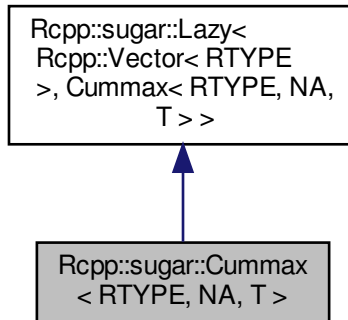 Rcpp::sugar::Lazy<
Rcpp::Vector< RTYPE
>, Cummax< RTYPE, NA,
T > >
Rcpp::sugar::Cummax
< RTYPE, NA, T >